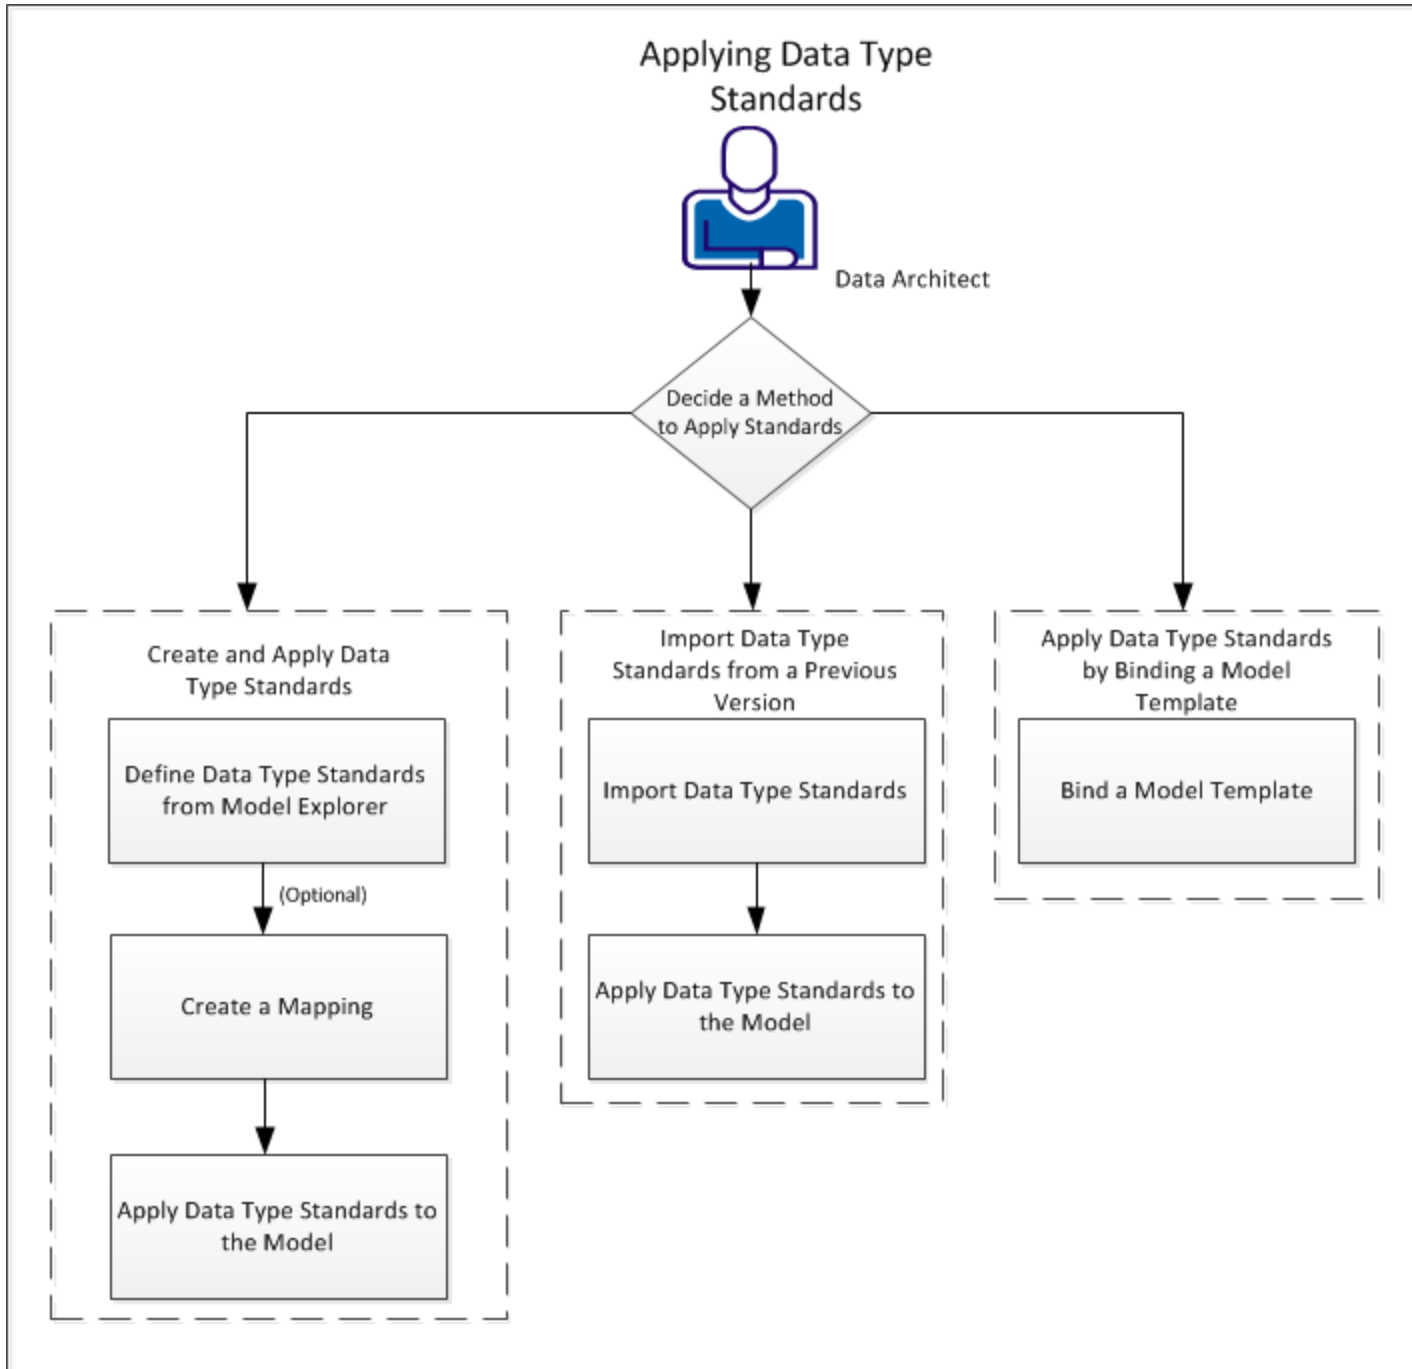 Applying Data Type
Standards
Data Architect
Decide a Method
to Apply Standards
Create and Apply Data
Type Standards
Define Data Type Standards
from Model Explorer
(Optional)
Create a Mapping
Apply Data Type Standards to
the Model
Import Data Type
Standards from a Previous
Version
Import Data Type Standards
Apply Data Type Standards to
the Model
Apply Data Type Standards
by Binding a Model
Template
Bind a Model Template